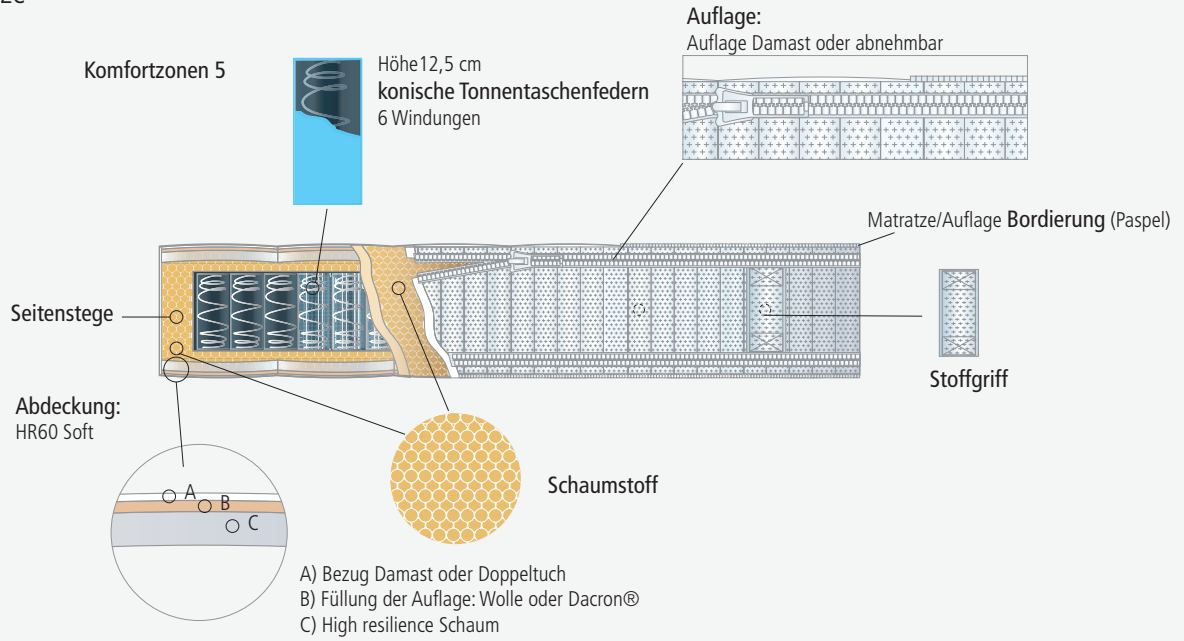 Auflage:
Auflage Damast oder abnehmbar
Komfortzonen 5
Höhe12,5 cm
konische Tonnentaschenfedern
6 Windungen
Matratze/Auflage Bordierung (Paspel)
Seitenstege
Stoffgriff
Abdeckung:
HR60 Soft
Schaumstoff
A
B
C
A) Bezug Damast oder Doppeltuch
B) Füllung der Auflage: Wolle oder Dacron®
C) High resilience Schaum